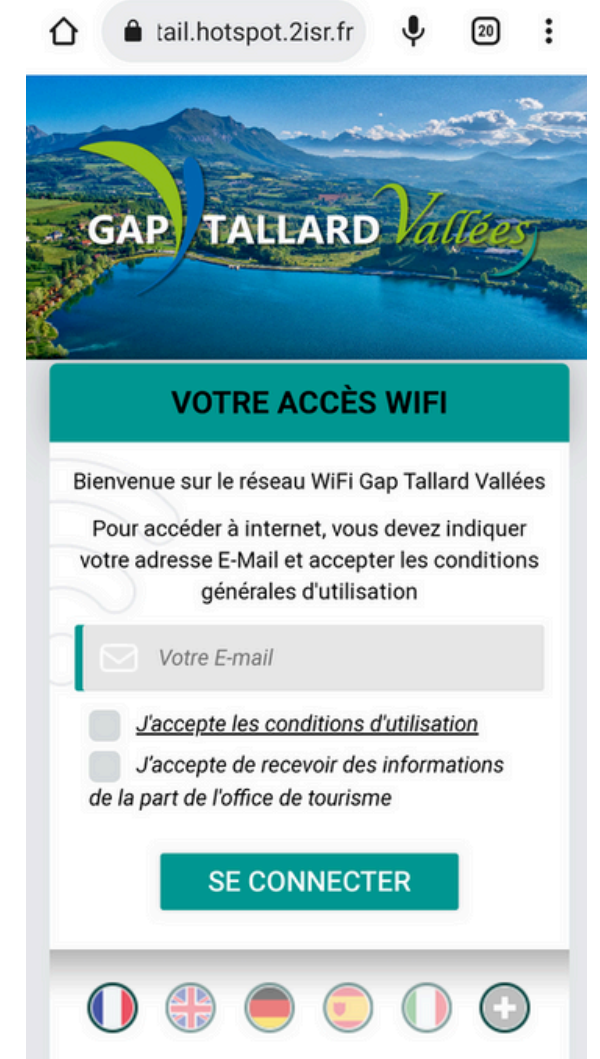 tail.hotspot.2isr.fr
20
GAP TALLARD Vallées
VOTRE ACCÈS WIFI
Bienvenue sur le réseau WiFi Gap Tallard Vallées
Pour accéder à internet, vous devez indiquer
votre adresse E-Mail et accepter les conditions
générales d'utilisation
Votre E-mail
J'accepte les conditions d'utilisation
J'accepte de recevoir des informations
de la part de l'office de tourisme
SE CONNECTER